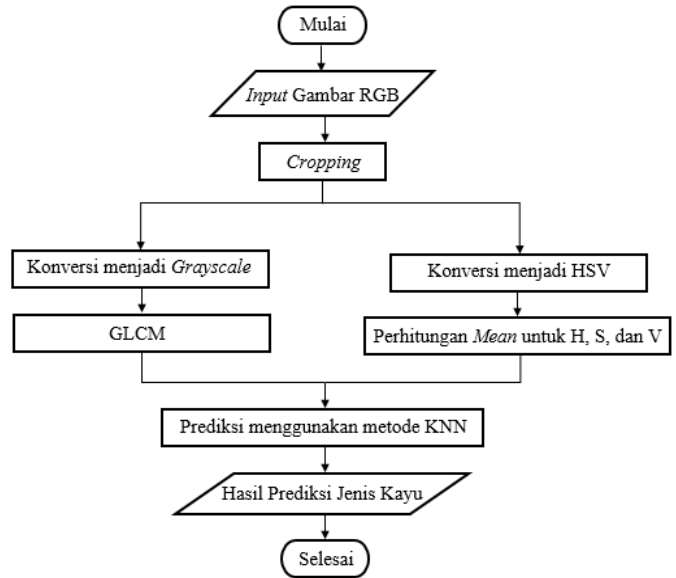 Mulai
Input Gambar RGB
Cropping
Konversi menjadi Grayscale
Konversi menjadi HSV
GLCM
Perhitungan Mean untuk H, S, dan V
Prediksi menggunakan metode KNN
Hasil Prediksi Jenis Kayu
Selesai